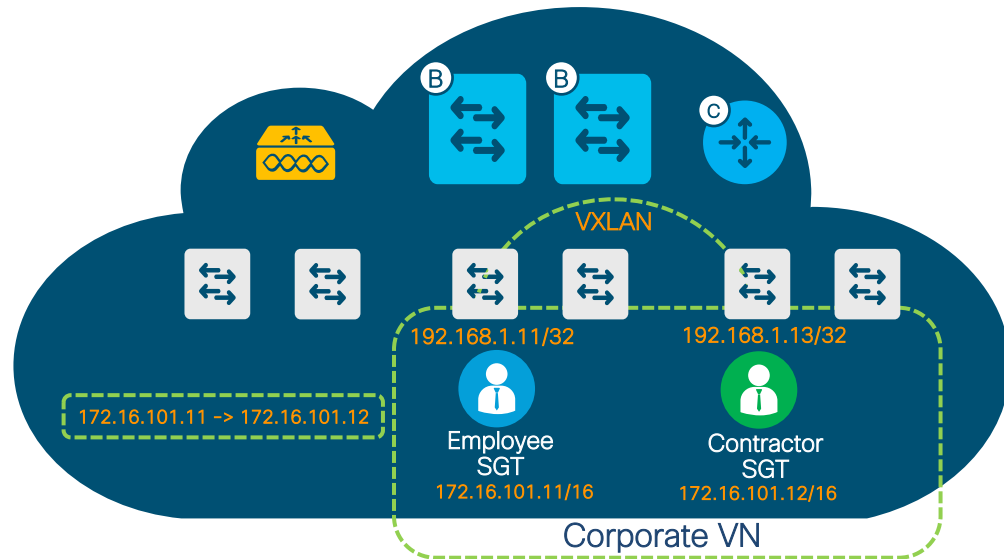 B
B
C
VXLAN
192.168.1.11/32
192.168.1.13/32
172.16.101.11 -> 172.16.101.12
Employee
SGT
172.16.101.11/16
Contractor
SGT
172.16.101.12/16
Corporate VN